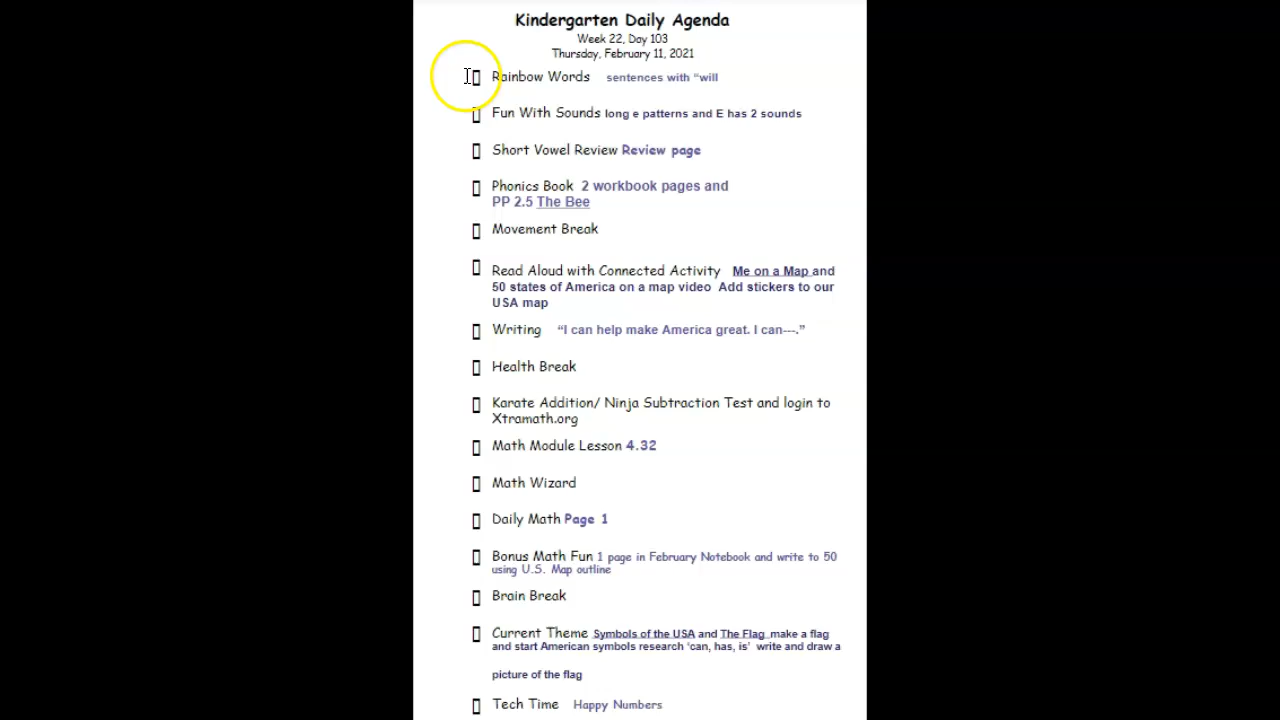 Kindergarten Daily Agenda
Week 22, Day 103
Thursday, February 11, 2021
Rainbow Words sentences with "will
Fun With Sounds long e patterns and E has 2 sounds
Short Vowel Review Review page
Phonics Book 2 workbook pages and
PP 2.5 The Bee
Movement Break
Read Aloud with Connected Activity Me on a Map and
50 states of America on a map video Add stickers to our
USA map
Writing "I can help make America great. I can---."
Health Break
Karate Addition/ Ninja Subtraction Test and login to
Xtramath.org
Math Module Lesson 4.32
Math Wizard
Daily Math Page 1
Bonus Math Fun 1 page in February Notebook and write to 50
using U.S. Map outline
Brain Break
Current Theme Symbols of the USA and The Flag make a flag
and start American symbols research 'can, has, is' write and draw a
picture of the flag
Tech Time Happy Numbers